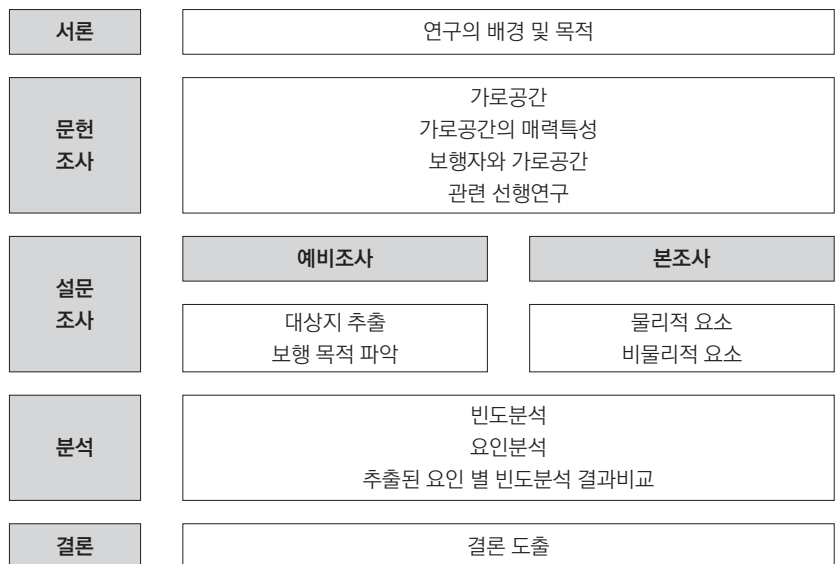 서론
연구의 배경 및 목적
문헌
조사
가로공간
가로공간의 매력특성
보행자와 가로공간
관련 선행연구
설문
조사
예비조사
본조사
대상지 추출
보행 목적 파악
물리적 요소
비물리적 요소
분석
빈도분석
요인분석
추출된 요인 별 빈도분석 결과비교
결론
결론 도출